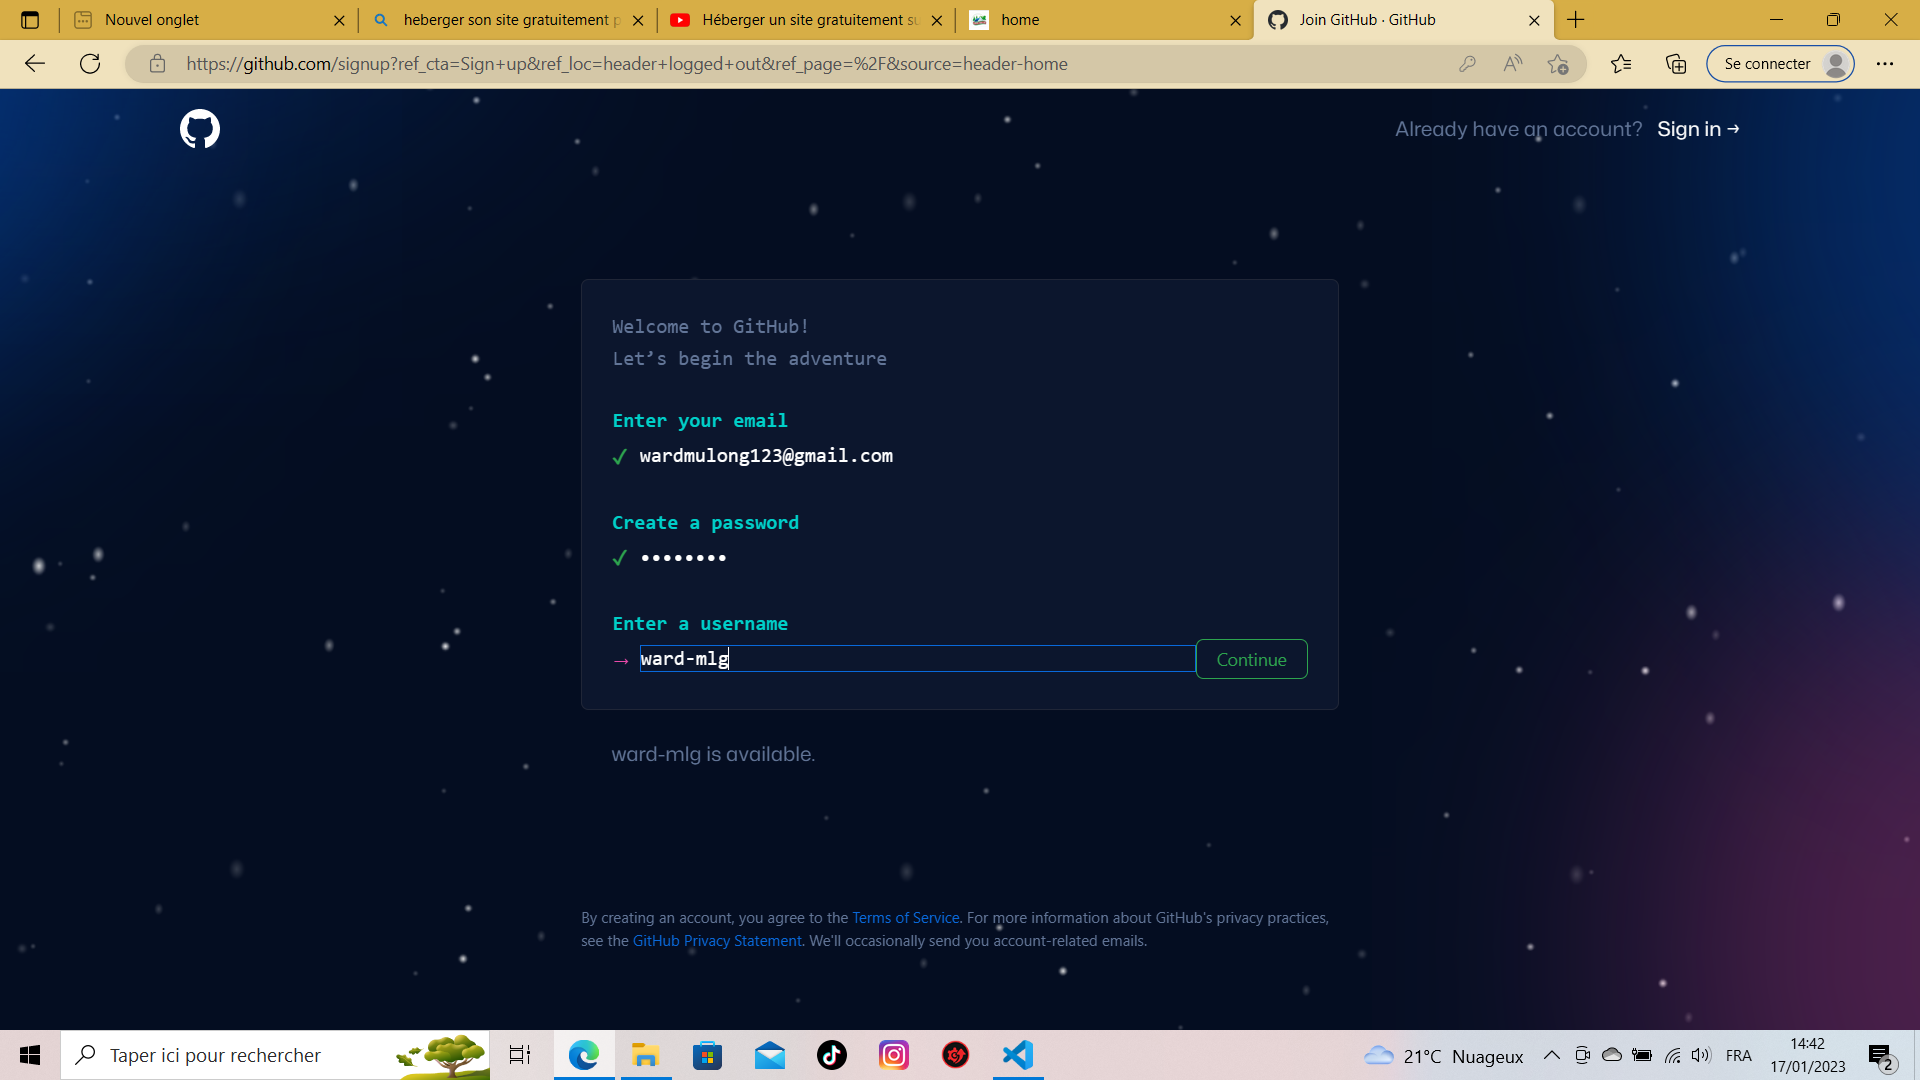 Nouvel onglet
heberger son site gratuitement p
Héberger un site gratuitement su
home
Join GitHub · GitHub
https://github.com/signup?ref_cta=Sign+up&ref_loc=header+logged+out&ref_page=%2F&source=header-home
Se connecter
Already have an account? Sign in →
Welcome to GitHub!
Let’s begin the adventure
Enter your email
✓ wardmulong123@gmail.com
Create a password
✓ ••••••••
Enter a username
→ ward-mlg
Continue
ward-mlg is available.
By creating an account, you agree to the Terms of Service. For more information about GitHub's privacy practices,
see the GitHub Privacy Statement. We'll occasionally send you account-related emails.
Taper ici pour rechercher
21°C Nuageux
FRA
14:42
17/01/2023
2